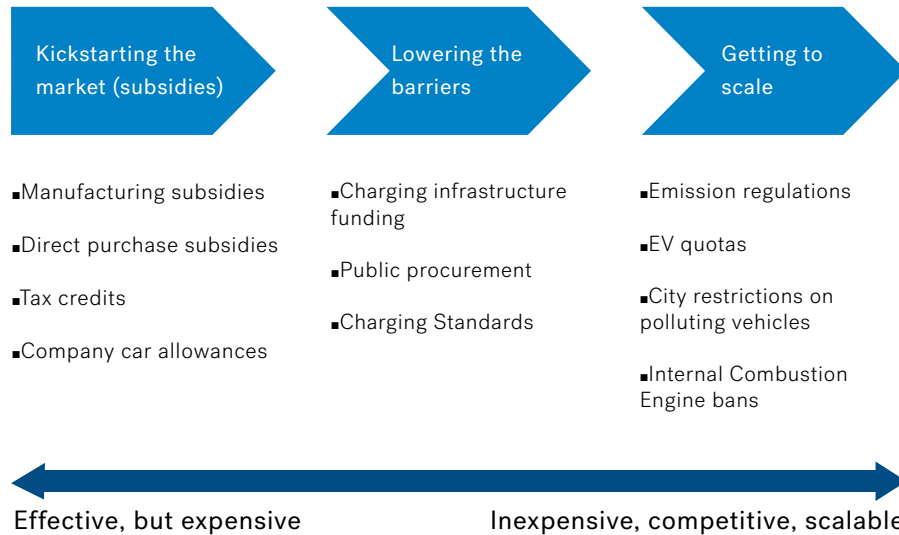 Kickstarting the
market (subsidies)
Lowering the
barriers
Getting to
scale
▪Manufacturing subsidies
▪Direct purchase subsidies
▪Tax credits
▪Company car allowances
▪Charging infrastructure
funding
▪Public procurement
▪Charging Standards
▪Emission regulations
▪EV quotas
▪City restrictions on
polluting vehicles
▪Internal Combustion
Engine bans
Effective, but expensive
Inexpensive, competitive, scalable